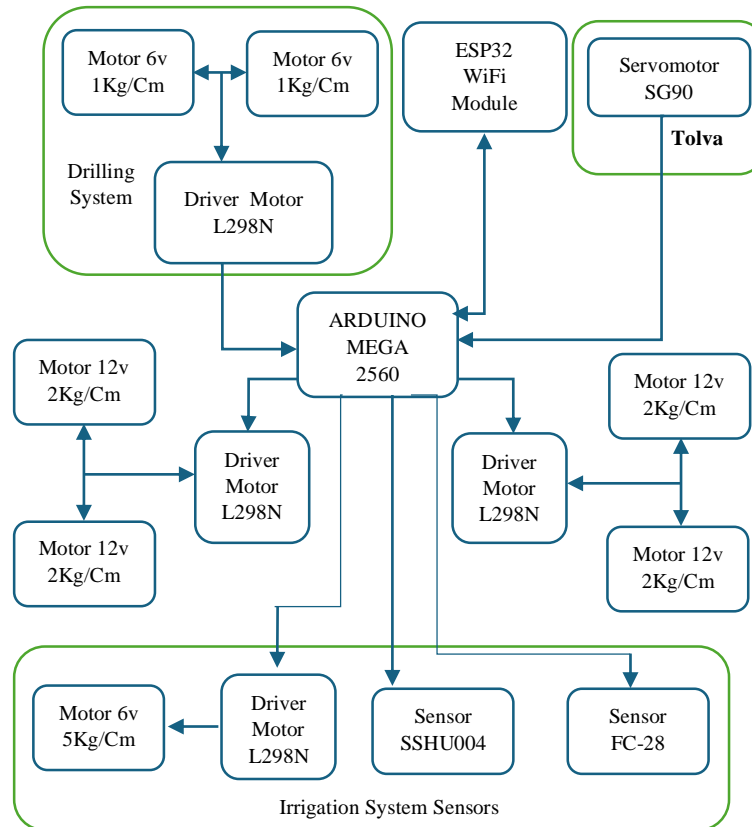 Motor 6v
1Kg/Cm
Motor 6v
1Kg/Cm
Drilling
System
Driver Motor
L298N
ESP32
WiFi
Module
Servomotor
SG90
Tolva
ARDUINO
MEGA
2560
Motor 12v
2Kg/Cm
Driver
Motor
L298N
Motor 12v
2Kg/Cm
Driver
Motor
L298N
Motor 12v
2Kg/Cm
Motor 12v
2Kg/Cm
Motor 6v
5Kg/Cm
Driver
Motor
L298N
Sensor
SSHU004
Sensor
FC-28
Irrigation System Sensors